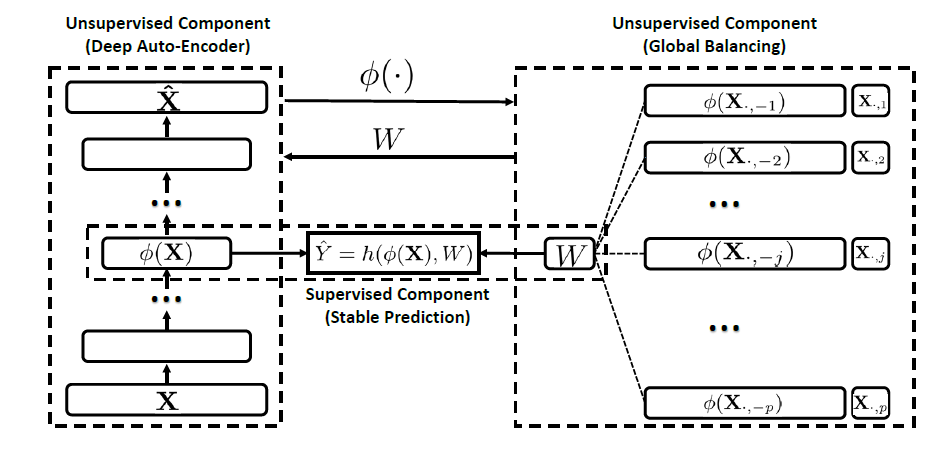 Unsupervised Component
(Deep Auto-Encoder)
Unsupervised Component
(Global Balancing)
X̂
ϕ(·)
W
ϕ(X·,−1)
X·,1
ϕ(X·,−2)
X·,2
...
...
ϕ(X)
Ŷ = h(ϕ(X), W)
W
ϕ(X·,−j)
X·,j
Supervised Component
(Stable Prediction)
...
...
X
ϕ(X·,−p)
X·,p